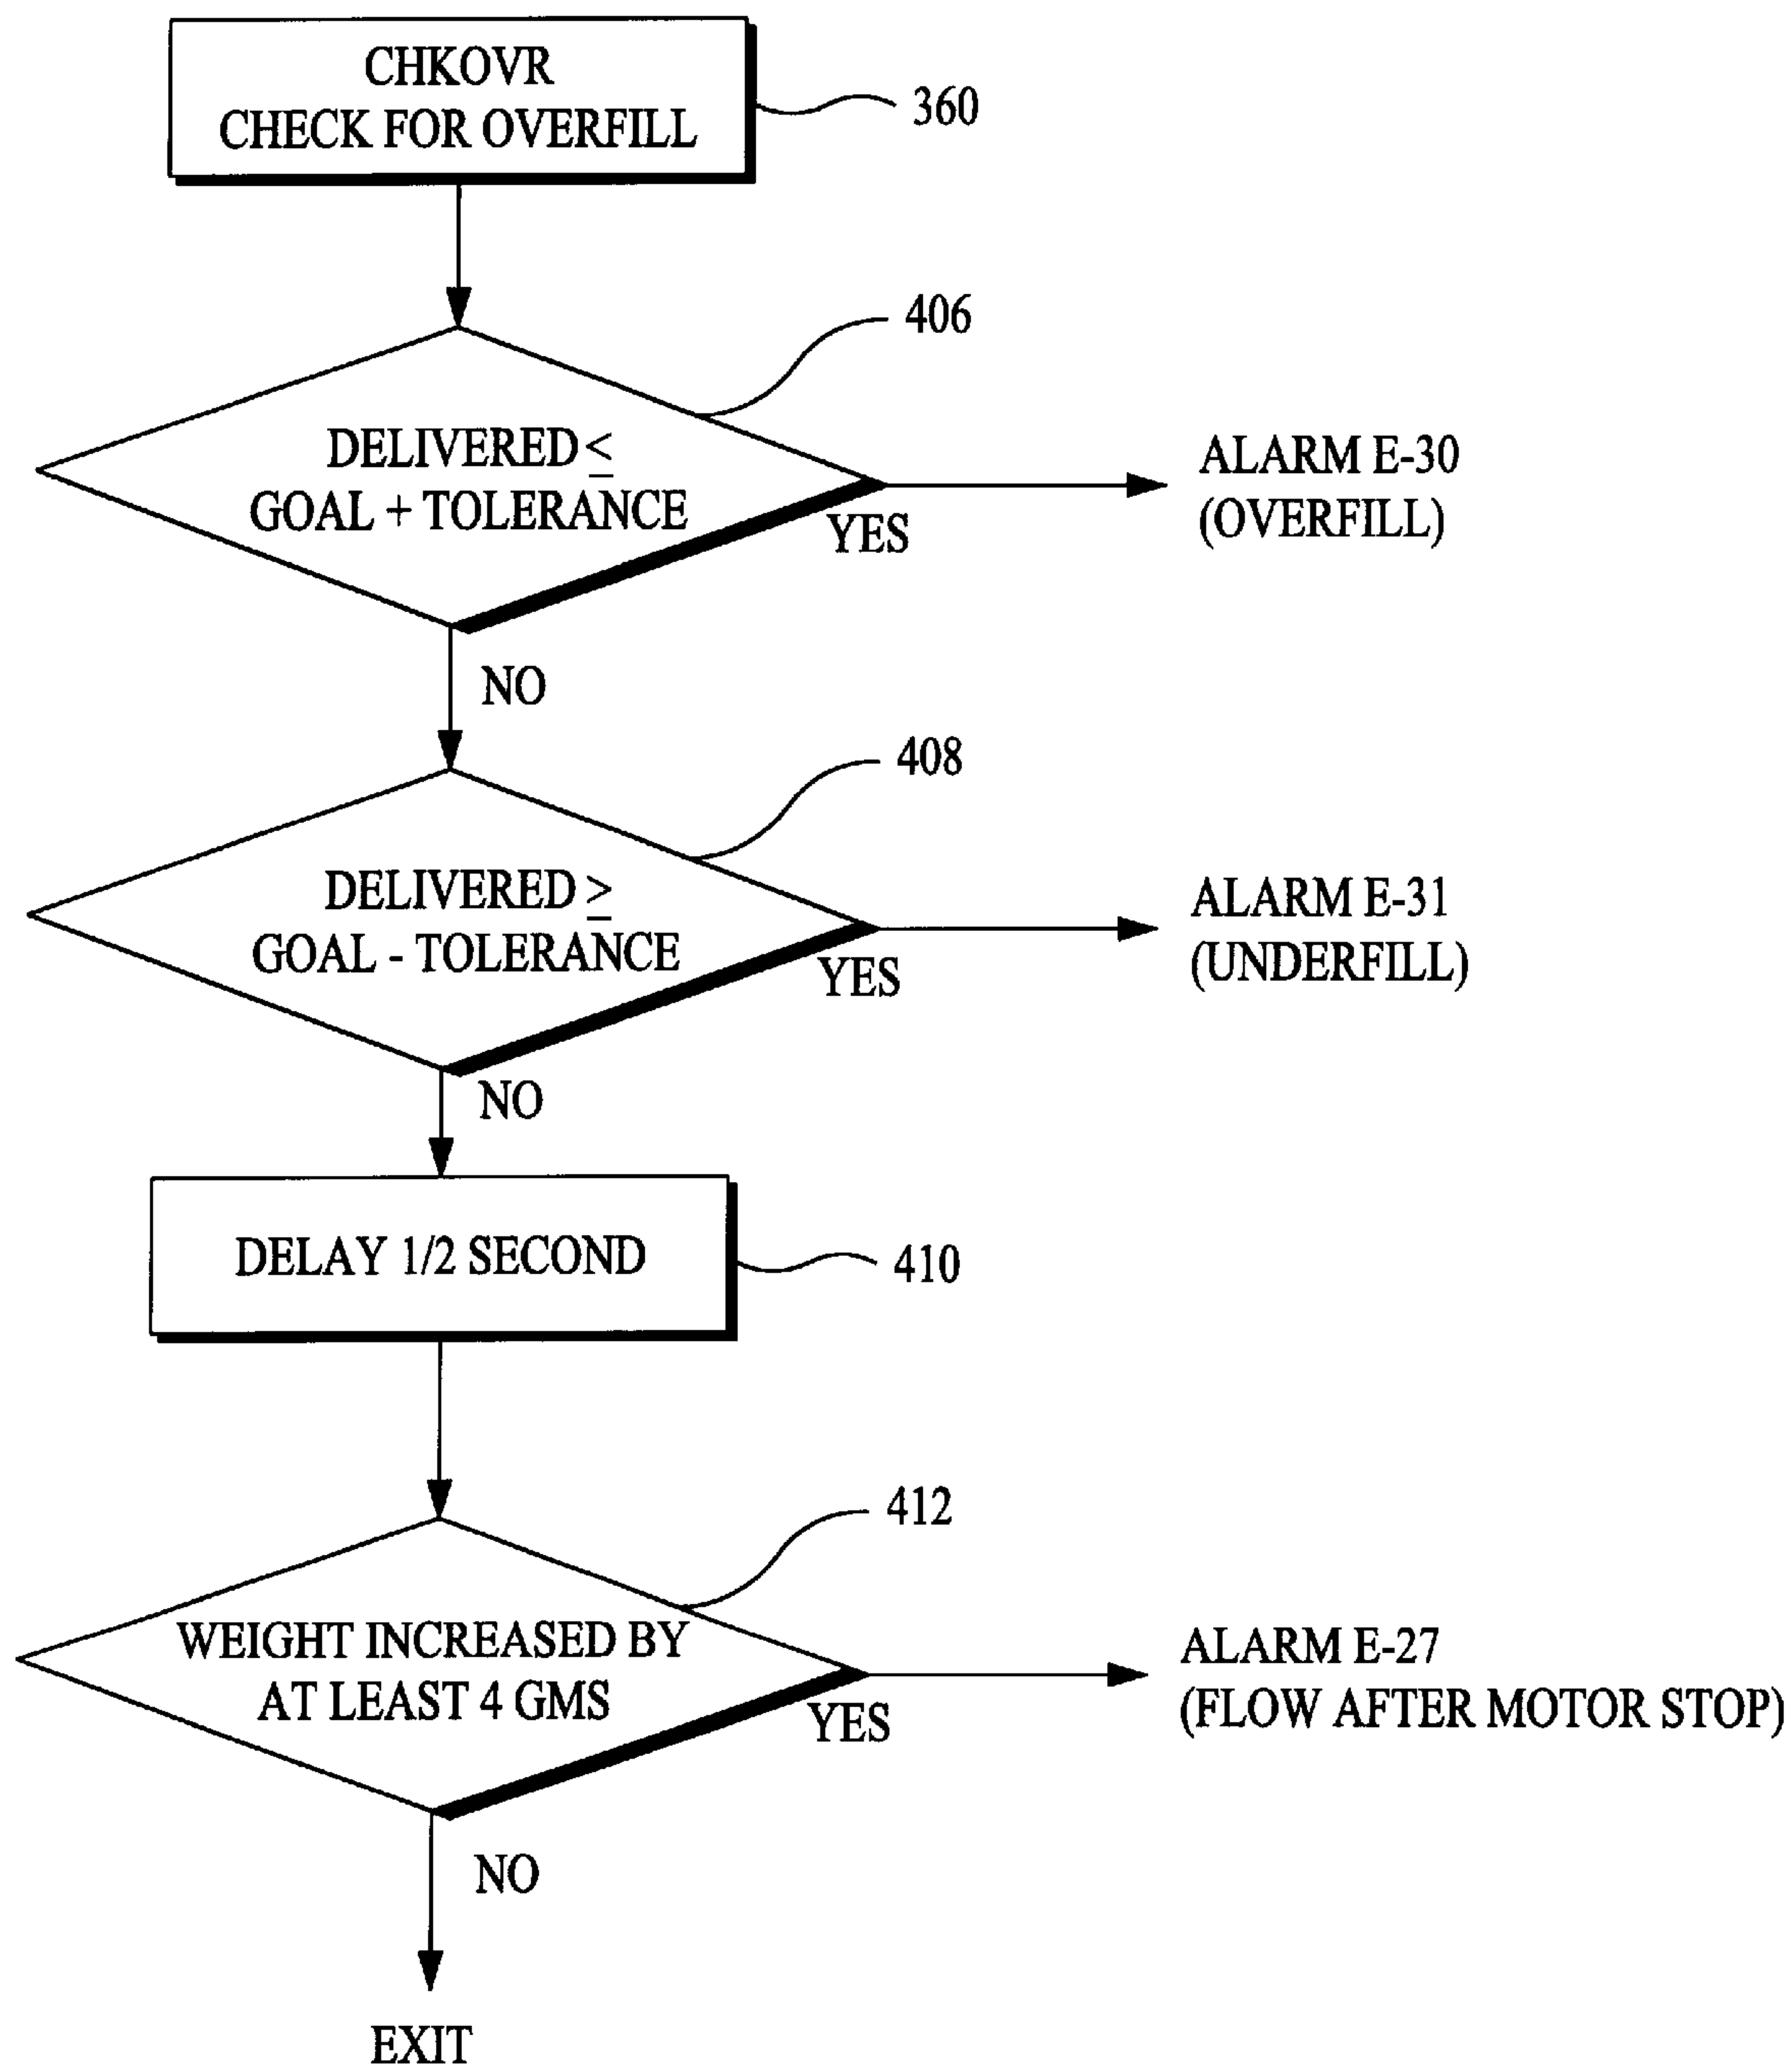 CHKOVR
CHECK FOR OVERFILL
360
406
DELIVERED ≤
GOAL + TOLERANCE
YES
ALARM E-30
(OVERFILL)
NO
408
DELIVERED ≥
GOAL - TOLERANCE
YES
ALARM E-31
(UNDERFILL)
NO
DELAY 1/2 SECOND
410
412
WEIGHT INCREASED BY
AT LEAST 4 GMS
YES
ALARM E-27
(FLOW AFTER MOTOR STOP)
NO
EXIT